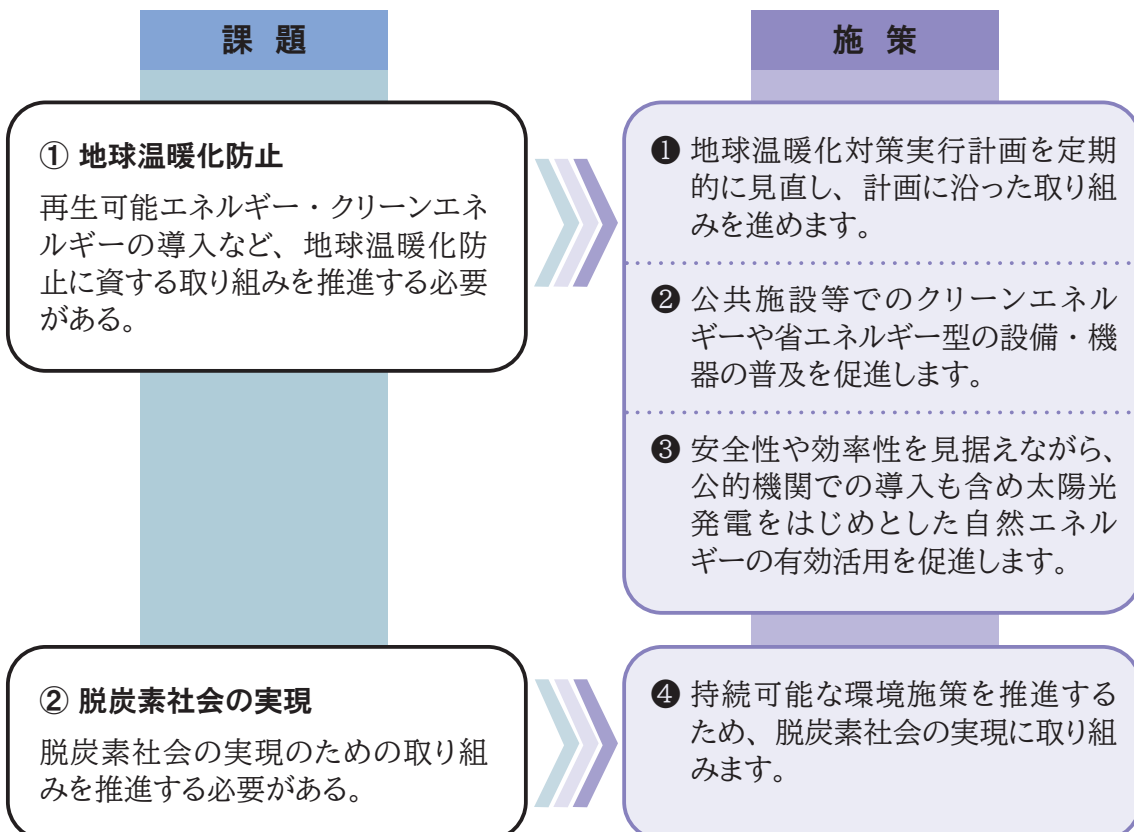 課題
施策
① 地球温暖化防止
再生可能エネルギー・クリーンエネ
ルギーの導入など、地球温暖化防
止に資する取り組みを推進する必要
がある。
❶ 地球温暖化対策実行計画を定期
的に見直し、計画に沿った取り組
みを進めます。
❷ 公共施設等でのクリーンエネル
ギーや省エネルギー型の設備・機
器の普及を促進します。
❸ 安全性や効率性を見据えながら、
公的機関での導入も含め太陽光
発電をはじめとした自然エネル
ギーの有効活用を促進します。
② 脱炭素社会の実現
脱炭素社会の実現のための取り組
みを推進する必要がある。
❹ 持続可能な環境施策を推進する
ため、脱炭素社会の実現に取り組
みます。